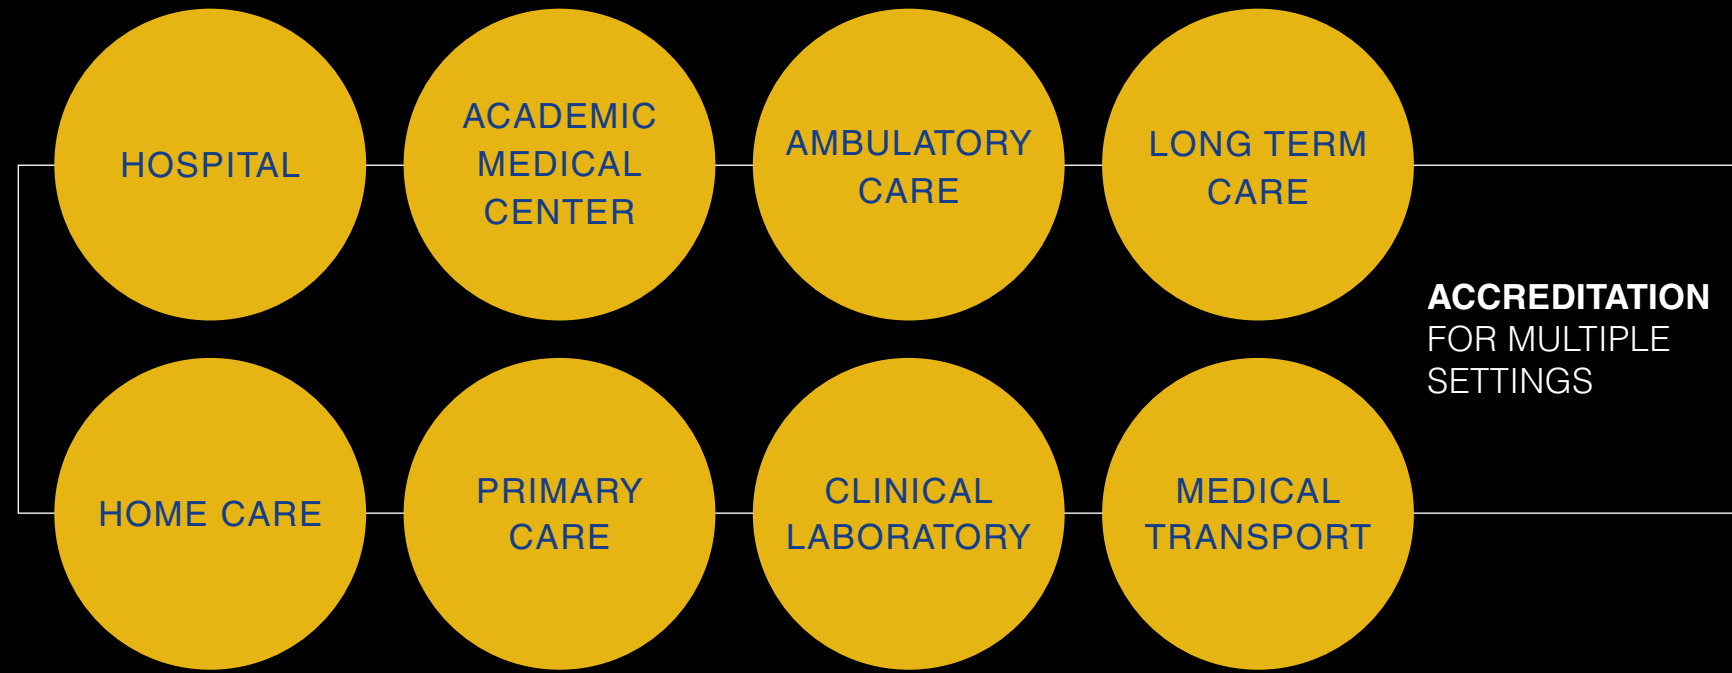 HOSPITAL
ACADEMIC
MEDICAL
CENTER
AMBULATORY
CARE
LONG TERM
CARE
ACCREDITATION
FOR MULTIPLE
SETTINGS
HOME CARE
PRIMARY
CARE
CLINICAL
LABORATORY
MEDICAL
TRANSPORT